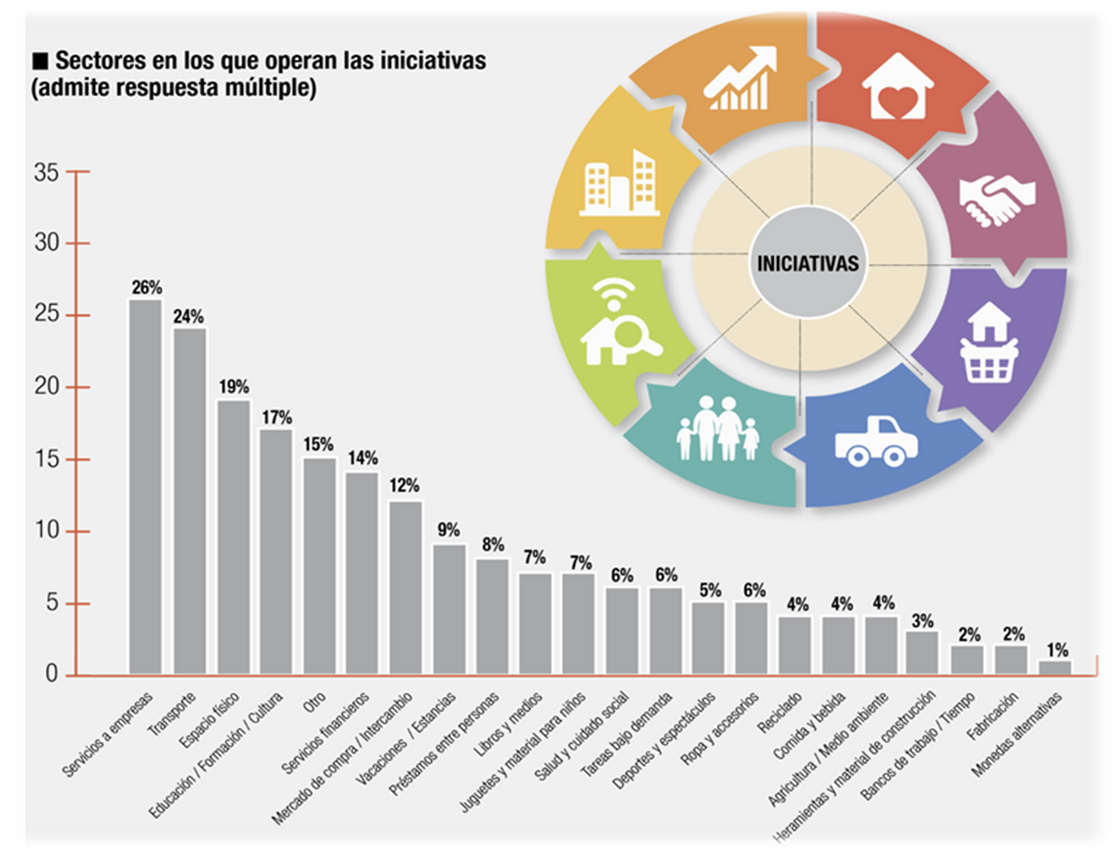 ■ Sectores en los que operan las iniciativas
(admite respuesta múltiple)
INICIATIVAS
35
30
25
20
15
10
5
0
26%
24%
19%
17%
15%
14%
12%
9%
8%
7%
7%
6%
6%
5%
6%
4%
4%
4%
3%
2%
2%
1%
Servicios a empresas
Transporte
Espacio físico
Educación / Formación / Cultura
Otro
Servicios financieros
Mercado de compra / Intercambio
Vacaciones / Estancias
Préstamos entre personas
Libros y medios
Juguetes y material para niños
Salud y cuidado social
Tareas bajo demanda
Deportes y espectáculos
Ropa y accesorios
Reciclado
Comida y bebida
Agricultura / Medio ambiente
Heramientas y material de construcción
Bancos de trabajo / Tiempo
Fabricación
Monedas alternativas